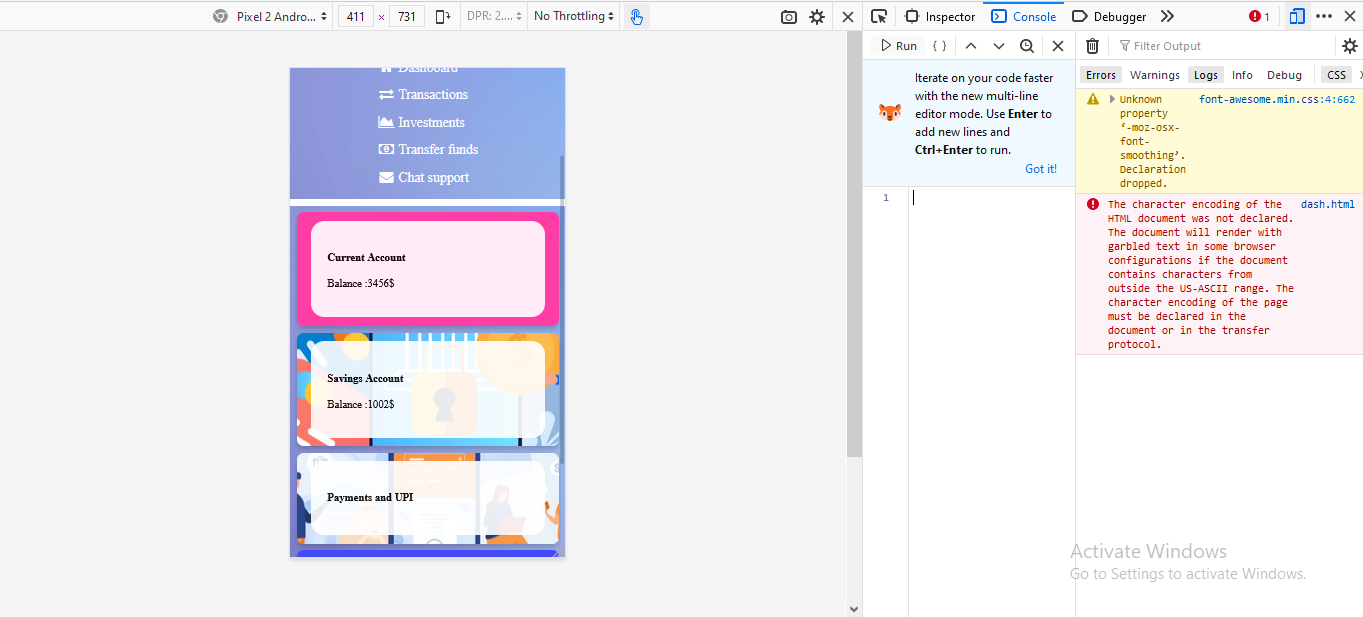 Pixel 2 Andro...
411 × 731
DPR: 2....
No Throttling
Inspector
Console
Debugger
1
Run
{ }
Filter Output
Errors
Warnings
Logs
Info
Debug
CSS
Iterate on your code faster
with the new multi-line
editor mode. Use Enter to
add new lines and
Ctrl+Enter to run.
Got it!
1
Unknown
property
‘-moz-osx-
font-
smoothing’.
Declaration
dropped.
font-awesome.min.css:4:662
The character encoding of the
HTML document was not declared.
The document will render with
garbled text in some browser
configurations if the document
contains characters from
outside the US-ASCII range. The
character encoding of the page
must be declared in the
document or in the transfer
protocol.
dash.html
Dashboard
Transactions
Investments
Transfer funds
Chat support
Current Account
Balance :3456$
Savings Account
Balance :1002$
Payments and UPI
Activate Windows
Go to Settings to activate Windows.